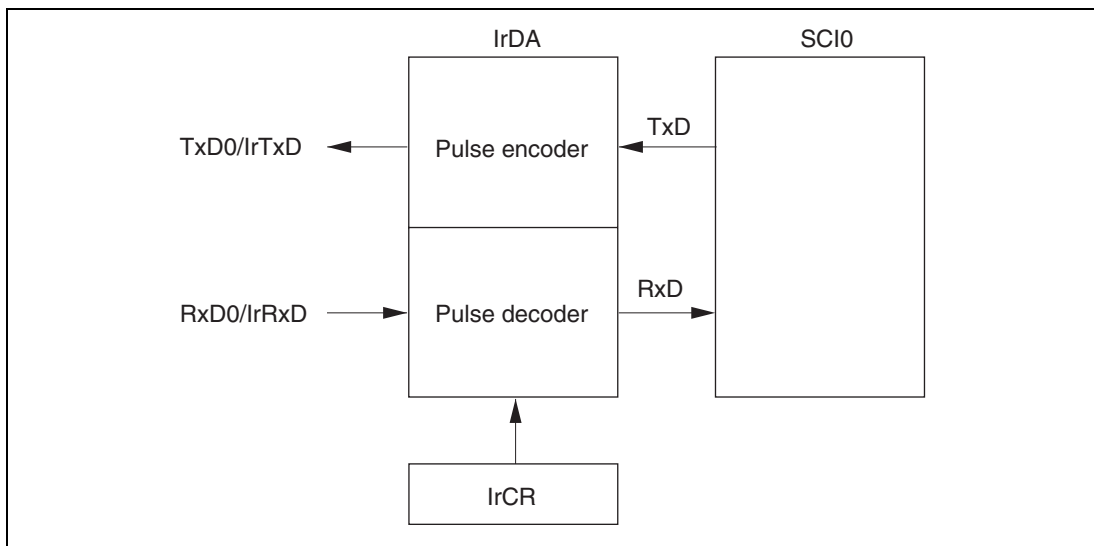 IrDA
SCI0
TxD0/IrTxD
Pulse encoder
TxD
RxD0/IrRxD
Pulse decoder
RxD
IrCR